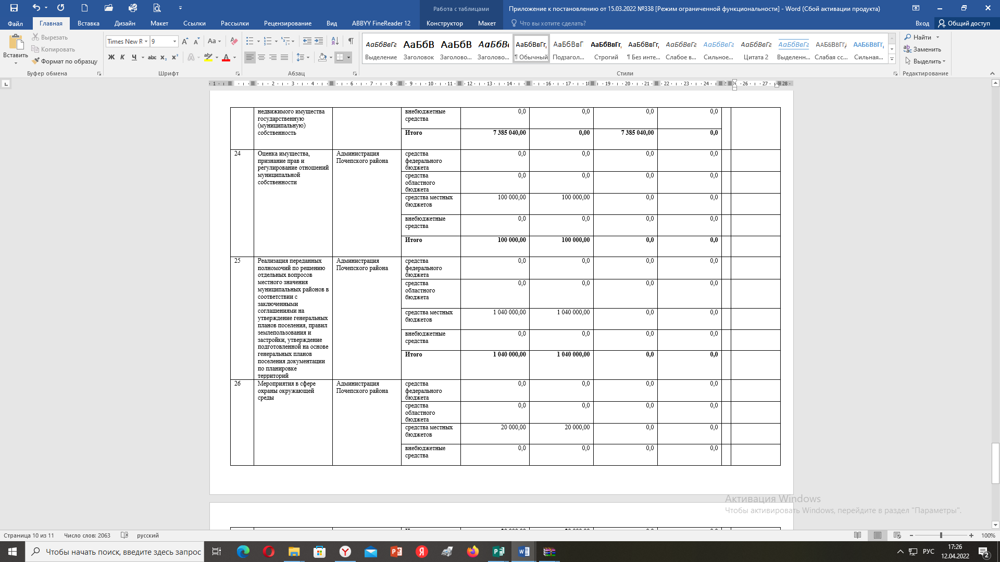 Работа с таблицами
Приложение к постановлению от 15.03.2022 №338 [Режим ограниченной функциональности] - Word (Сбой активации продукта)
Файл Главная Вставка Дизайн Макет Ссылки Рассылки Рецензирование Вид ABBYY FineReader 12 Конструктор Макет Что вы хотите сделать? Вход Общий доступ
Вставить
Вырезать
Копировать
Формат по образцу
Буфер обмена
Times New R 9
Шрифт
Абзац
АаБбВвГг АаБбВ АаБбВ АаБбВ АаБбВвГг, АаБбВвГ АаБбВвГг, АаБбВвГг, АаБбВвГг АаБбВвГг АаБбВвГг АаБбВвГг АаБбВвГг АаБбВвГг,
Выделение Заголовок Заголово... Заголово... ¶ Обычный Подзагол... Строгий ¶ Без инте... Слабое в... Сильное... Цитата 2 Выделенн... Слабая сс... Сильная...
Стили
Найти
Заменить
Выделить
Редактирование
недвижимого имущества
государственную
(муниципальную)
собственность
внебюджетные
средства
0,0 0,0 0,0 0,0
Итого 7 385 040,00 0,00 7 385 040,00 0,0
24
Оценка имущества,
признание прав и
регулирование отношений
муниципальной
собственности
Администрация
Почепского района
средства
федерального
бюджета
0,0 0,0 0,0 0,0
средства
областного
бюджета
0,0 0,0 0,0 0,0
средства местных
бюджетов
100 000,00 100 000,00 0,0 0,0
внебюджетные
средства
0,0 0,0 0,0 0,0
Итого 100 000,00 100 000,00 0,0 0,0
25
Реализация переданных
полномочий по решению
отдельных вопросов
местного значения
муниципальных районов в
соответствии с
заключенными
соглашениями на
утверждение генеральных
планов поселения, правил
землепользования и
застройки, утверждение
подготовленной на основе
генеральных планов
поселения документации
по планировке
территорий
Администрация
Почепского района
средства
федерального
бюджета
0,0 0,0 0,0 0,0
средства
областного
бюджета
0,0 0,0 0,0 0,0
средства местных
бюджетов
1 040 000,00 1 040 000,00 0,0 0,0
внебюджетные
средства
0,0 0,0 0,0 0,0
Итого 1 040 000,00 1 040 000,00 0,0 0,0
26
Мероприятия в сфере
охраны окружающей
среды
Администрация
Почепского района
средства
федерального
бюджета
0,0 0,0 0,0 0,0
средства
областного
бюджета
0,0 0,0 0,0 0,0
средства местных
бюджетов
20 000,00 20 000,00 0,0 0,0
внебюджетные
средства
0,0 0,0 0,0 0,0
Активация Windows
Чтобы активировать Windows, перейдите в раздел "Параметры".
Страница 10 из 11 Число слов: 2063 русский 100%
Чтобы начать поиск, введите здесь запрос
РУС
17:26
12.04.2022
2